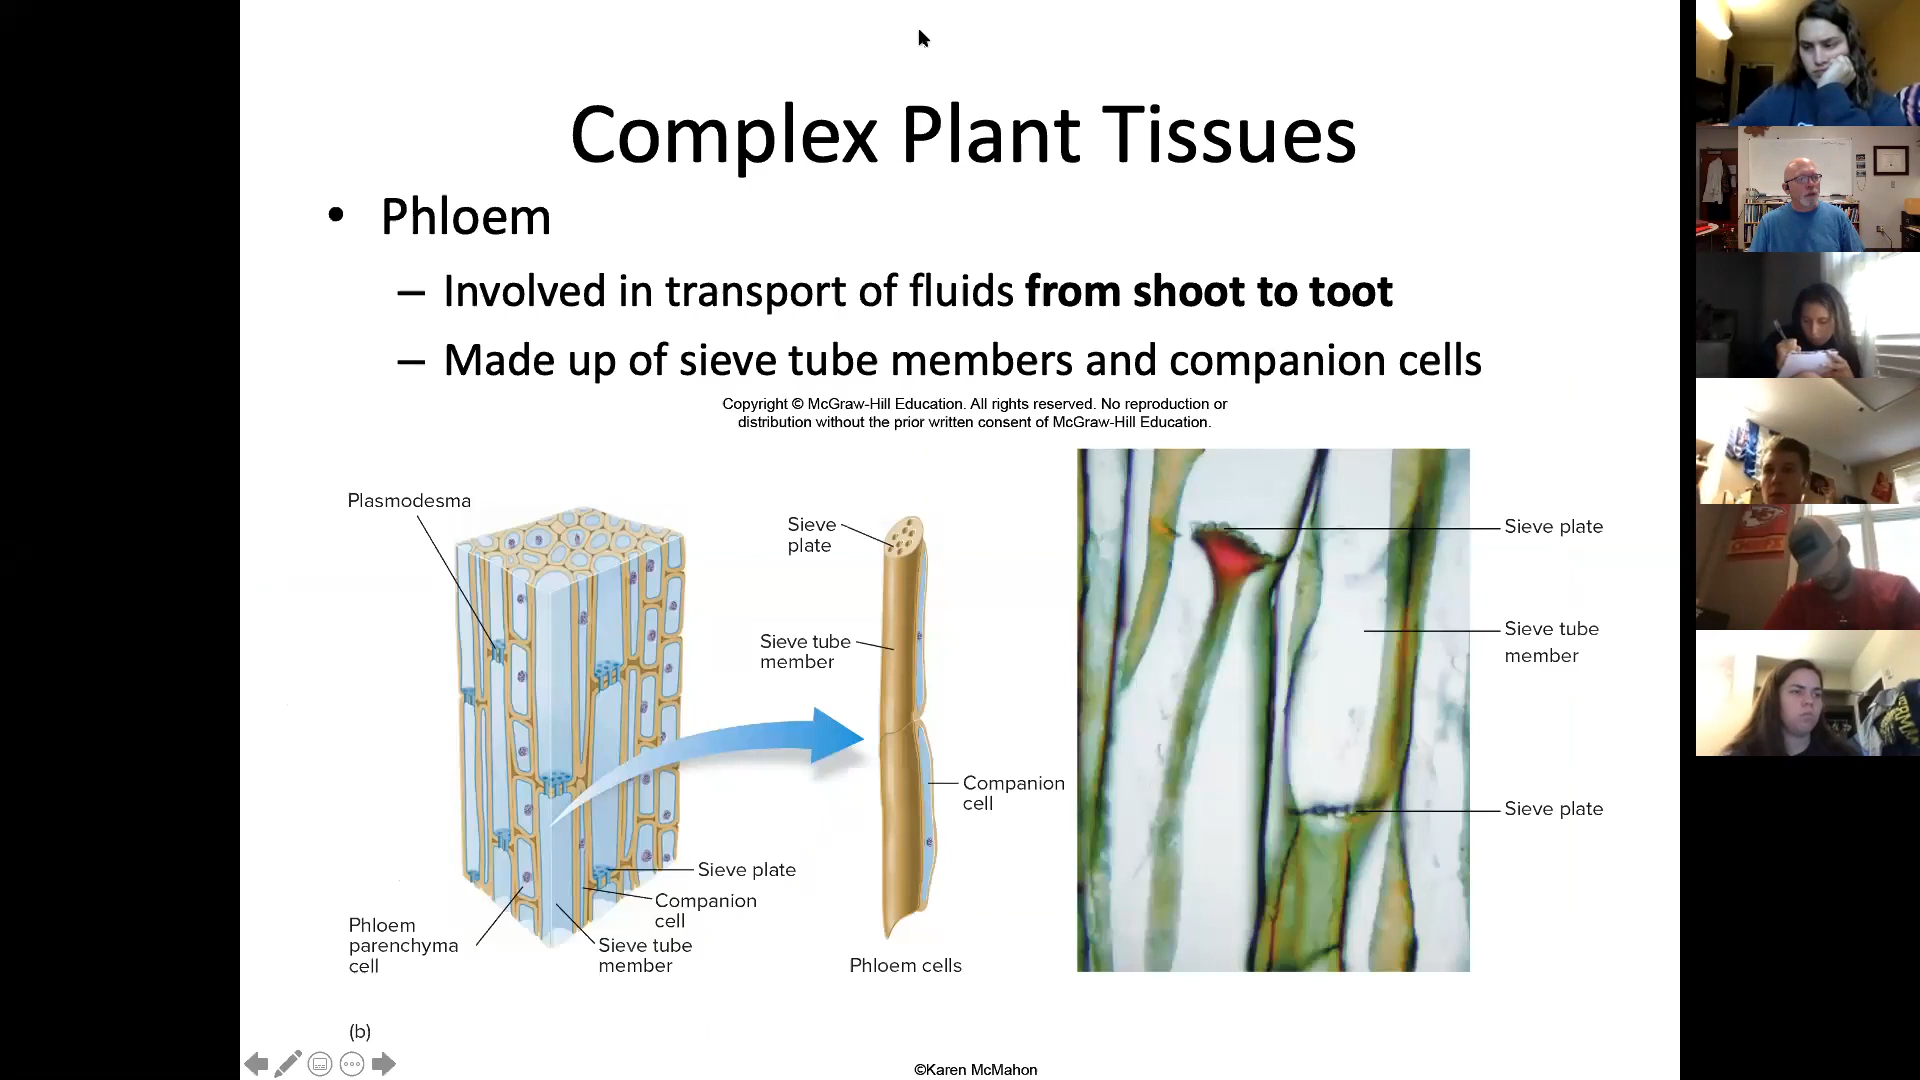 Complex Plant Tissues
• Phloem
– Involved in transport of fluids from shoot to toot
– Made up of sieve tube members and companion cells
Copyright © McGraw-Hill Education. All rights reserved. No reproduction or
distribution without the prior written consent of McGraw-Hill Education.
Plasmodesma
Phloem
parenchyma
cell
Sieve plate
Companion
cell
Sieve tube
member
Sieve
plate
Sieve tube
member
Companion
cell
Phloem cells
Sieve plate
Sieve tube
member
Sieve plate
(b)
©Karen McMahon